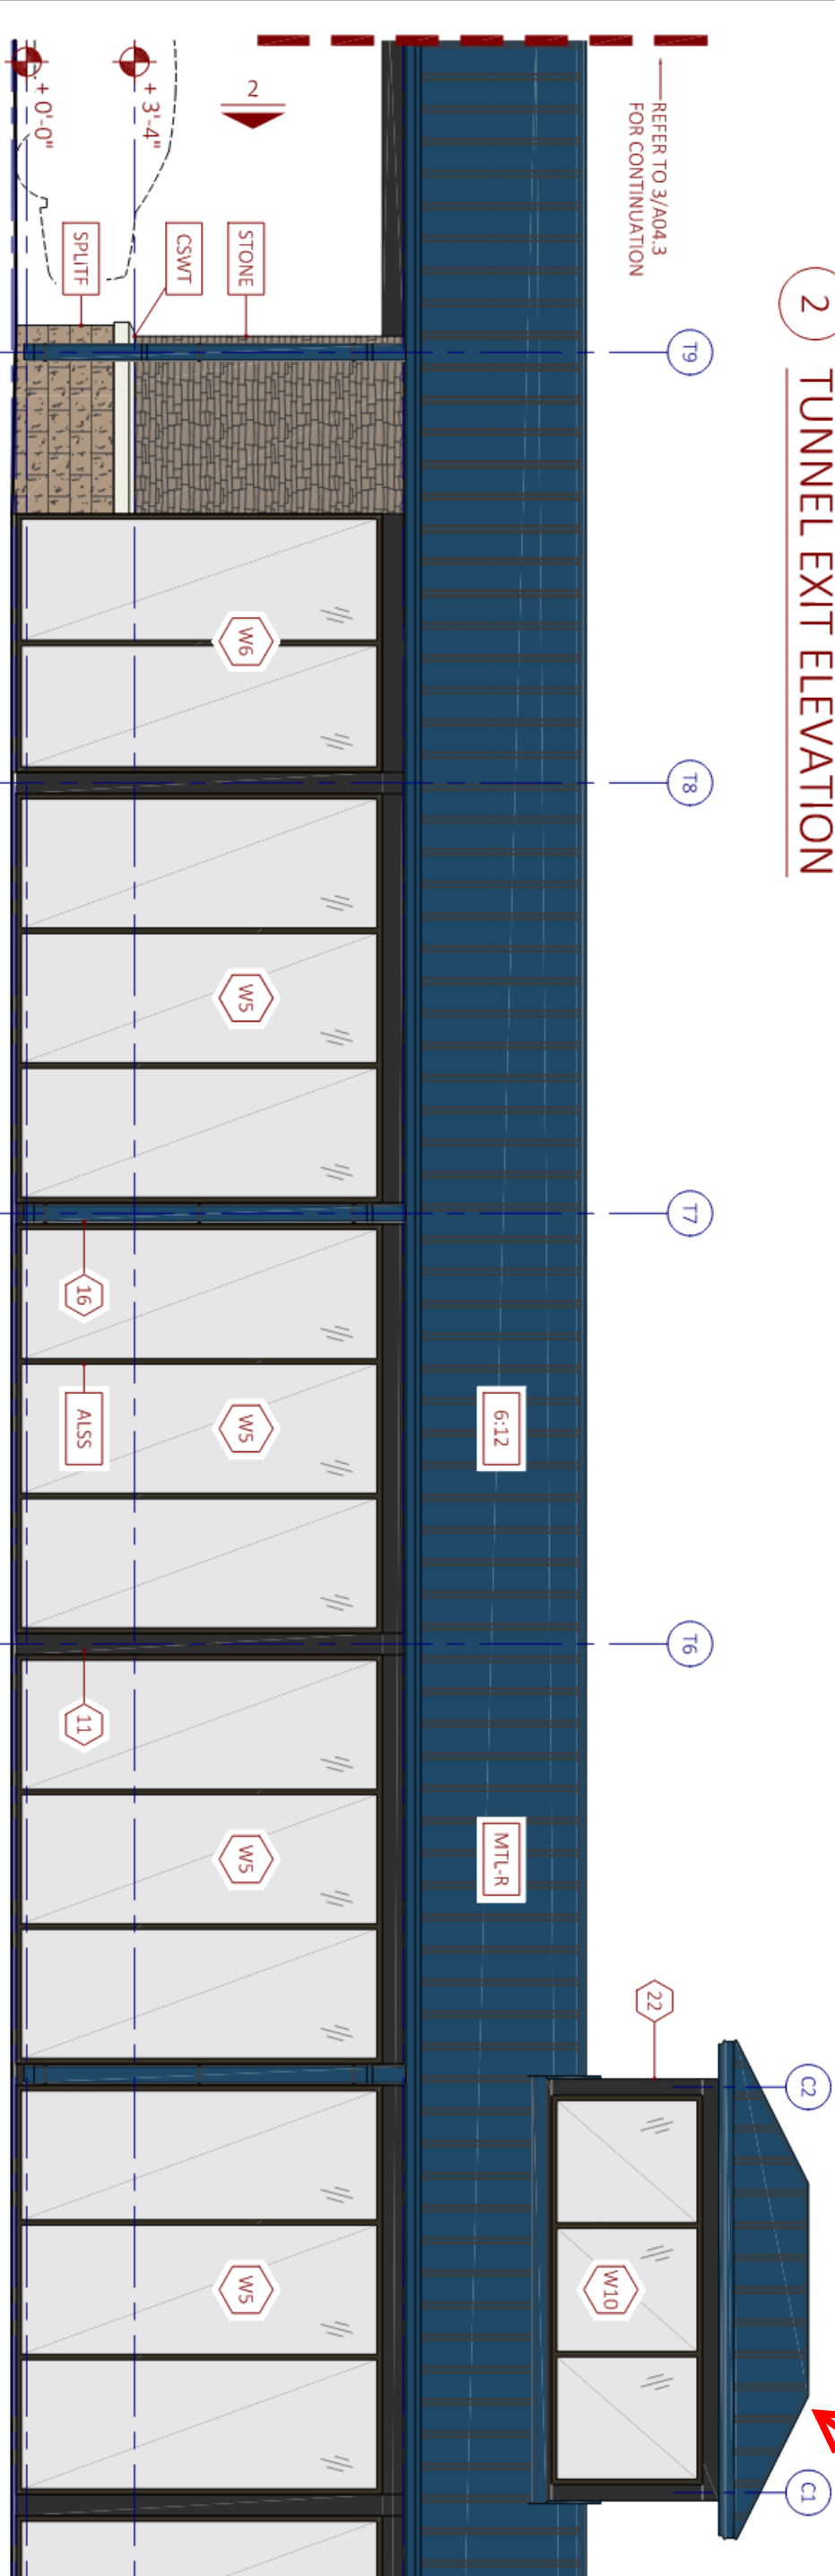 2
TUNNEL EXIT ELEVATION
REFER TO 3/A04.3
FOR CONTINUATION
T9
T8
T7
T6
C2
C1
22
W10
6:12
MTL-R
2
STONE
CSWT
SPLITF
W6
W5
W5
W5
W5
16
ALSS
11
+ 3'-4"
+ 0'-0"